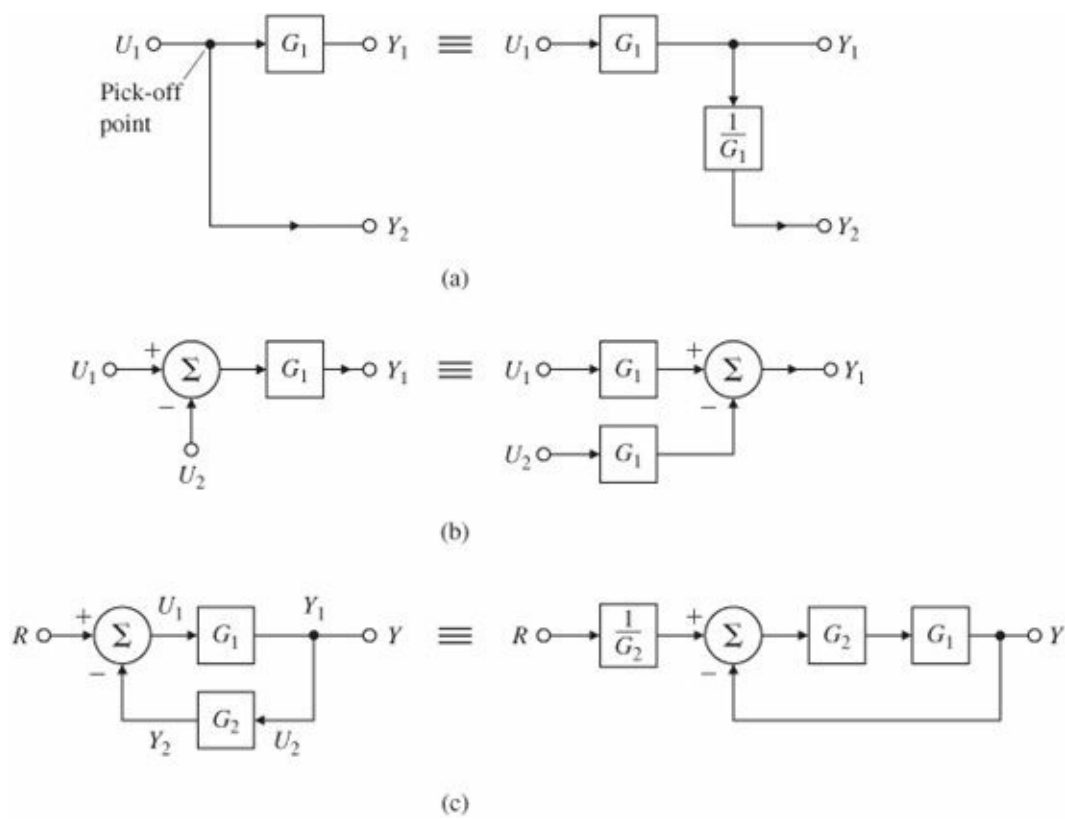 U₁ G₁ Y₁ ≡ U₁ G₁ Y₁
Pick-off
point
1
G₁
Y₂ Y₂
(a)
+ +
U₁ Σ G₁ Y₁ ≡ U₁ G₁ Σ Y₁
− −
U₂ G₁
U₂
(b)
+ U₁ Y₁ +
R Σ G₁ Y ≡ R 1/G₂ Σ G₂ G₁ Y
− −
G₂
Y₂ U₂
(c)